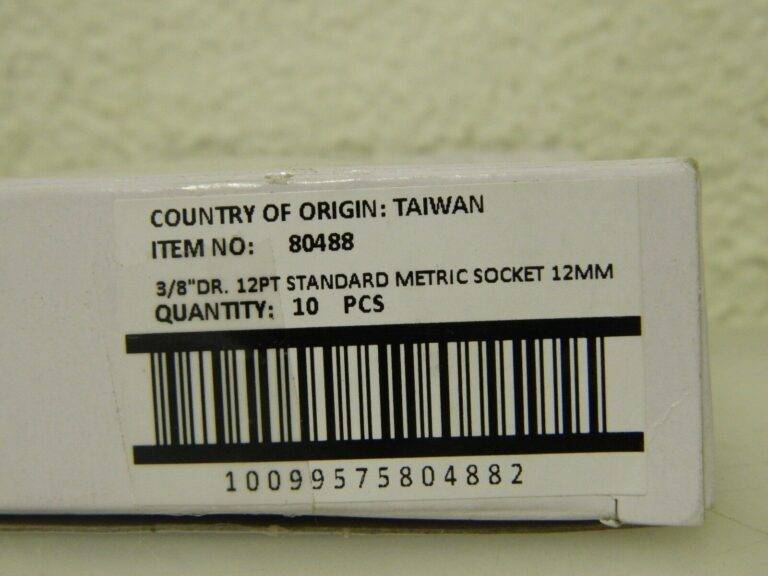 COUNTRY OF ORIGIN: TAIWAN
ITEM NO: 80488
3/8"DR. 12PT STANDARD METRIC SOCKET 12MM
QUANTITY: 10 PCS
10099575804882